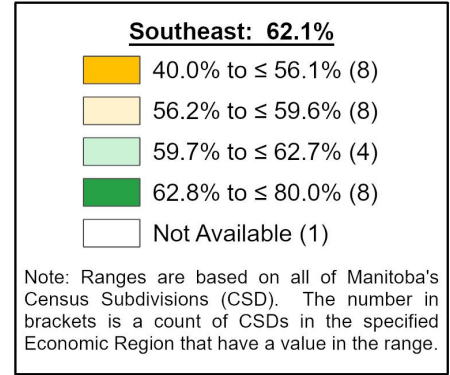 Southeast: 62.1%
40.0% to ≤ 56.1% (8)
56.2% to ≤ 59.6% (8)
59.7% to ≤ 62.7% (4)
62.8% to ≤ 80.0% (8)
Not Available (1)
Note: Ranges are based on all of Manitoba's
Census Subdivisions (CSD). The number in
brackets is a count of CSDs in the specified
Economic Region that have a value in the range.